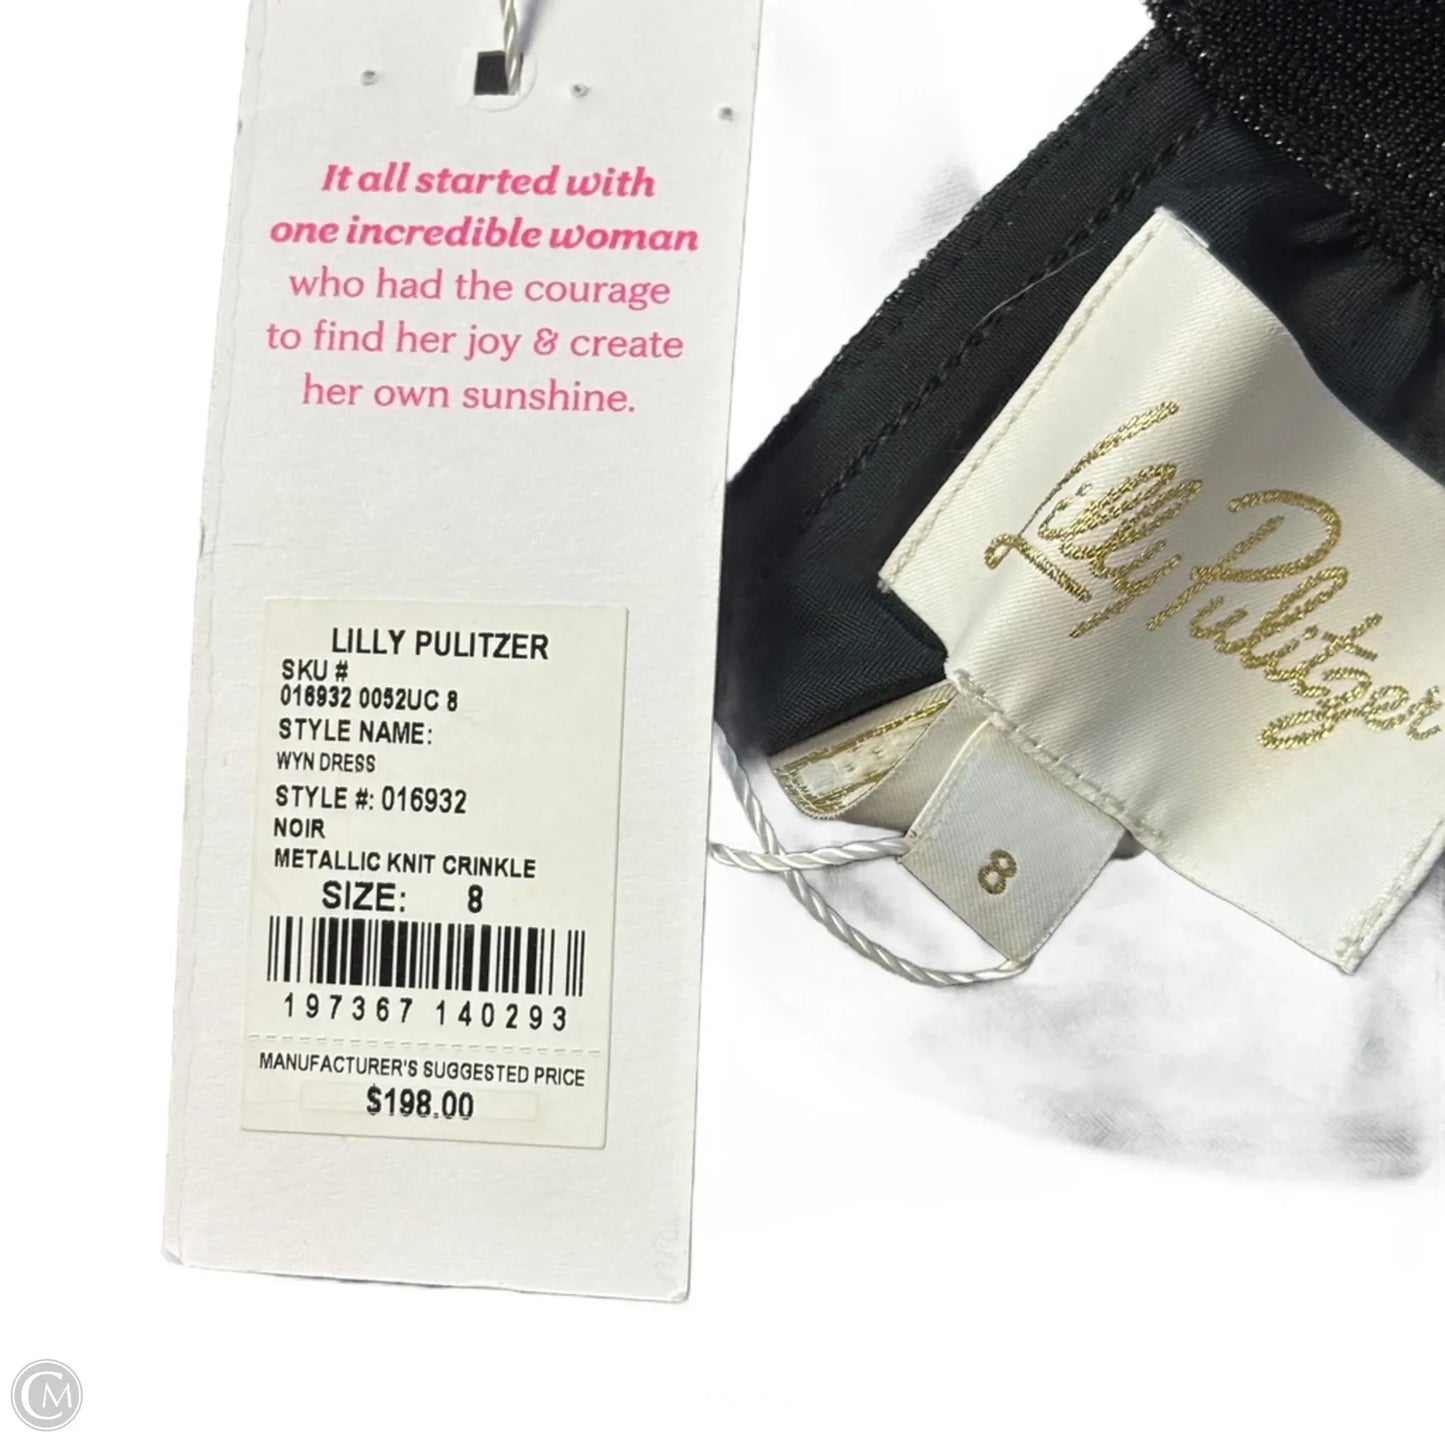 It all started with
one incredible woman
who had the courage
to find her joy & create
her own sunshine.
LILLY PULITZER
SKU #
016932 0052UC 8
STYLE NAME:
WYN DRESS
STYLE #: 016932
NOIR
METALLIC KNIT CRINKLE
SIZE: 8
197367 140293
MANUFACTURER'S SUGGESTED PRICE
$198.00
Lilly Pulitzer
8
CM